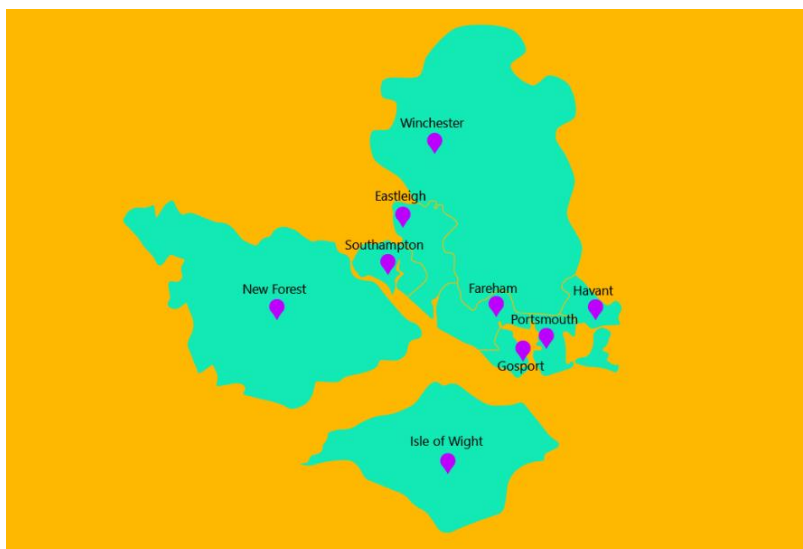 Winchester
Eastleigh
Southampton
New Forest
Fareham
Havant
Portsmouth
Gosport
Isle of Wight